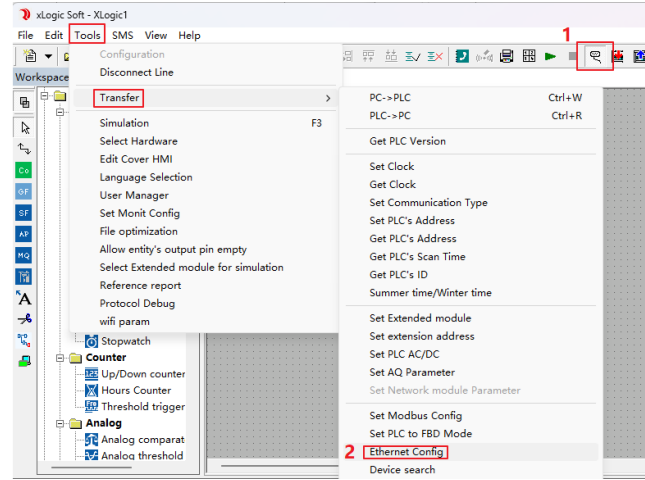 xLogic Soft - XLogic1
1
File Edit Tools SMS View Help
Workspace
Configuration
Disconnect Line
Transfer >
Simulation F3
Select Hardware
Edit Cover HMI
Language Selection
User Manager
Set Monit Config
File optimization
Allow entity's output pin empty
Select Extended module for simulation
Reference report
Protocol Debug
wifi param
PC->PLC Ctrl+W
PLC->PC Ctrl+R
Get PLC Version
Set Clock
Get Clock
Set Communication Type
Set PLC's Address
Get PLC's Address
Get PLC's Scan Time
Get PLC's ID
Summer time/Winter time
Set Extended module
Set extension address
Set PLC AC/DC
Set AQ Parameter
Set Network module Parameter
Set Modbus Config
Set PLC to FBD Mode
2 Ethernet Config
Device search
Co
GF
SF
AP
MQ
A
Stopwatch
Counter
Up/Down counter
Hours Counter
Threshold trigger
Analog
Analog comparat
Analog threshold